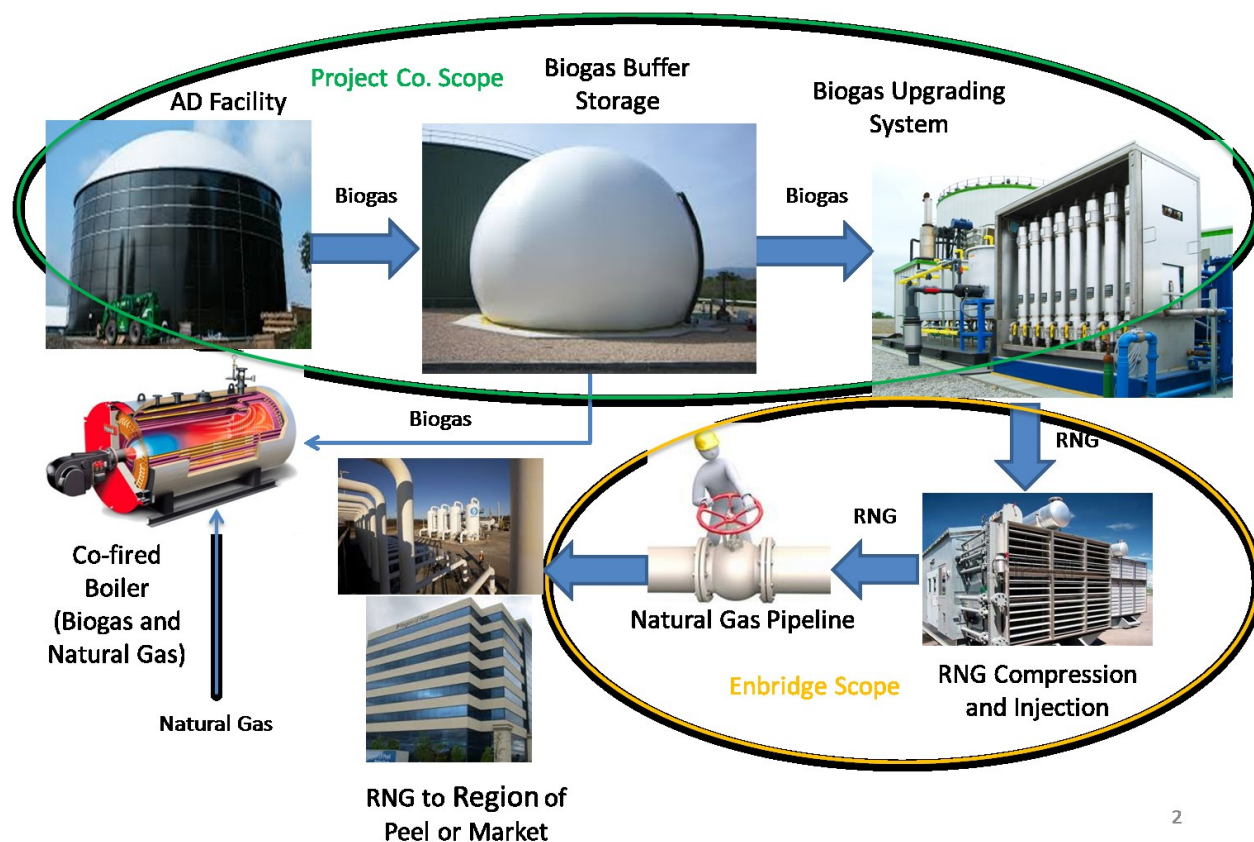 Project Co. Scope
AD Facility
Biogas Buffer
Storage
Biogas Upgrading
System
Biogas
Biogas
Biogas
RNG
RNG
Co-fired
Boiler
(Biogas and
Natural Gas)
Natural Gas
Natural Gas Pipeline
Enbridge Scope
RNG Compression
and Injection
RNG to Region of
Peel or Market
2